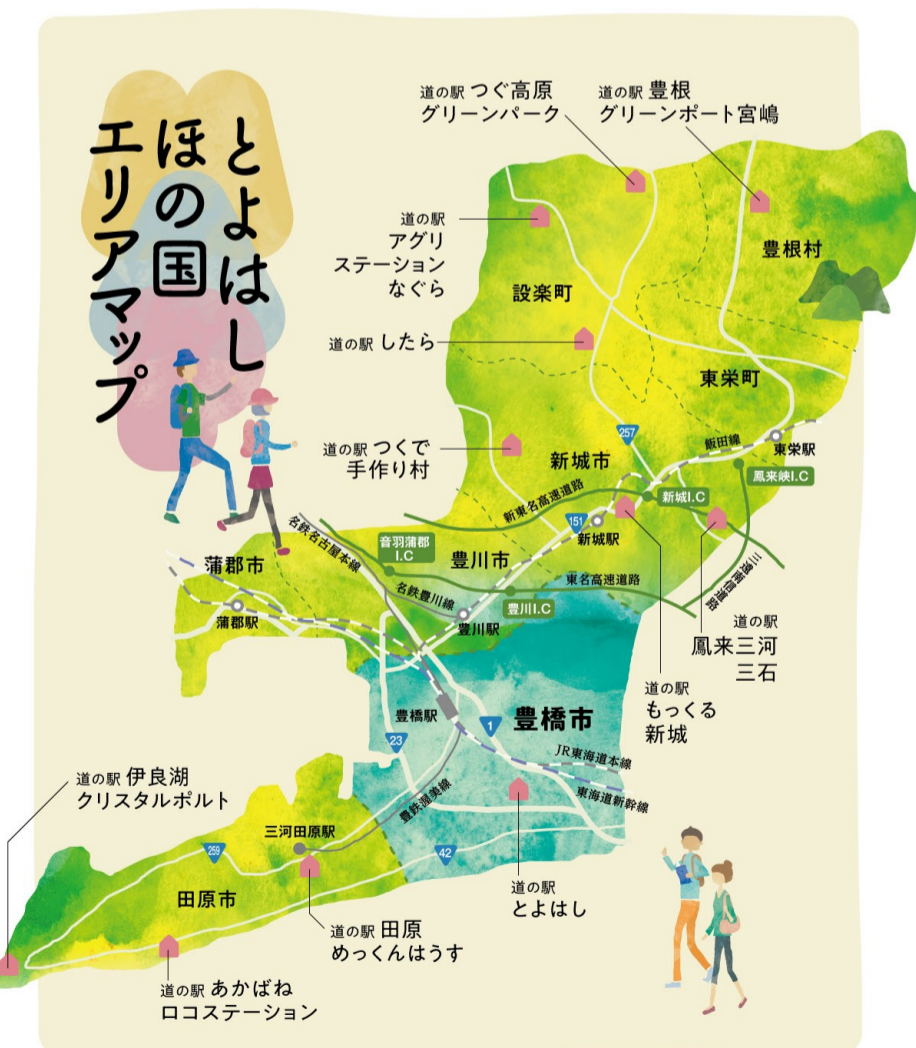 とよはし
ほの国
エリアマップ
道の駅 つぐ高原
グリーンパーク
道の駅 豊根
グリーンポート宮嶋
道の駅
アグリ
ステーション
なぐら
豊根村
設楽町
道の駅 したら
東栄町
257
飯田線
東栄駅
道の駅 つくで
手作り村
新城市
鳳来峡I.C
新城I.C
新東名高速道路
151
新城駅
名鉄名古屋本線
音羽蒲郡
I.C
豊川市
蒲郡市
東名高速道路
三遠南信道路
名鉄豊川線
豊川I.C
蒲郡駅
豊川駅
道の駅
鳳来三河
三石
道の駅
もっくる
新城
豊橋駅
豊橋市
1
23
JR東海道本線
東海道新幹線
道の駅 伊良湖
クリスタルポルト
豊鉄渥美線
三河田原駅
259
42
田原市
道の駅
とよはし
道の駅 田原
めっくんはうす
道の駅 あかばね
ロコステーション